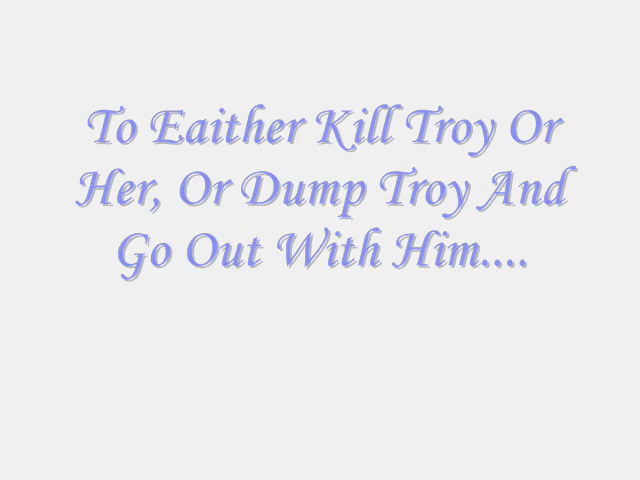 To Eaither Kill Troy Or
Her, Or Dump Troy And
Go Out With Him....